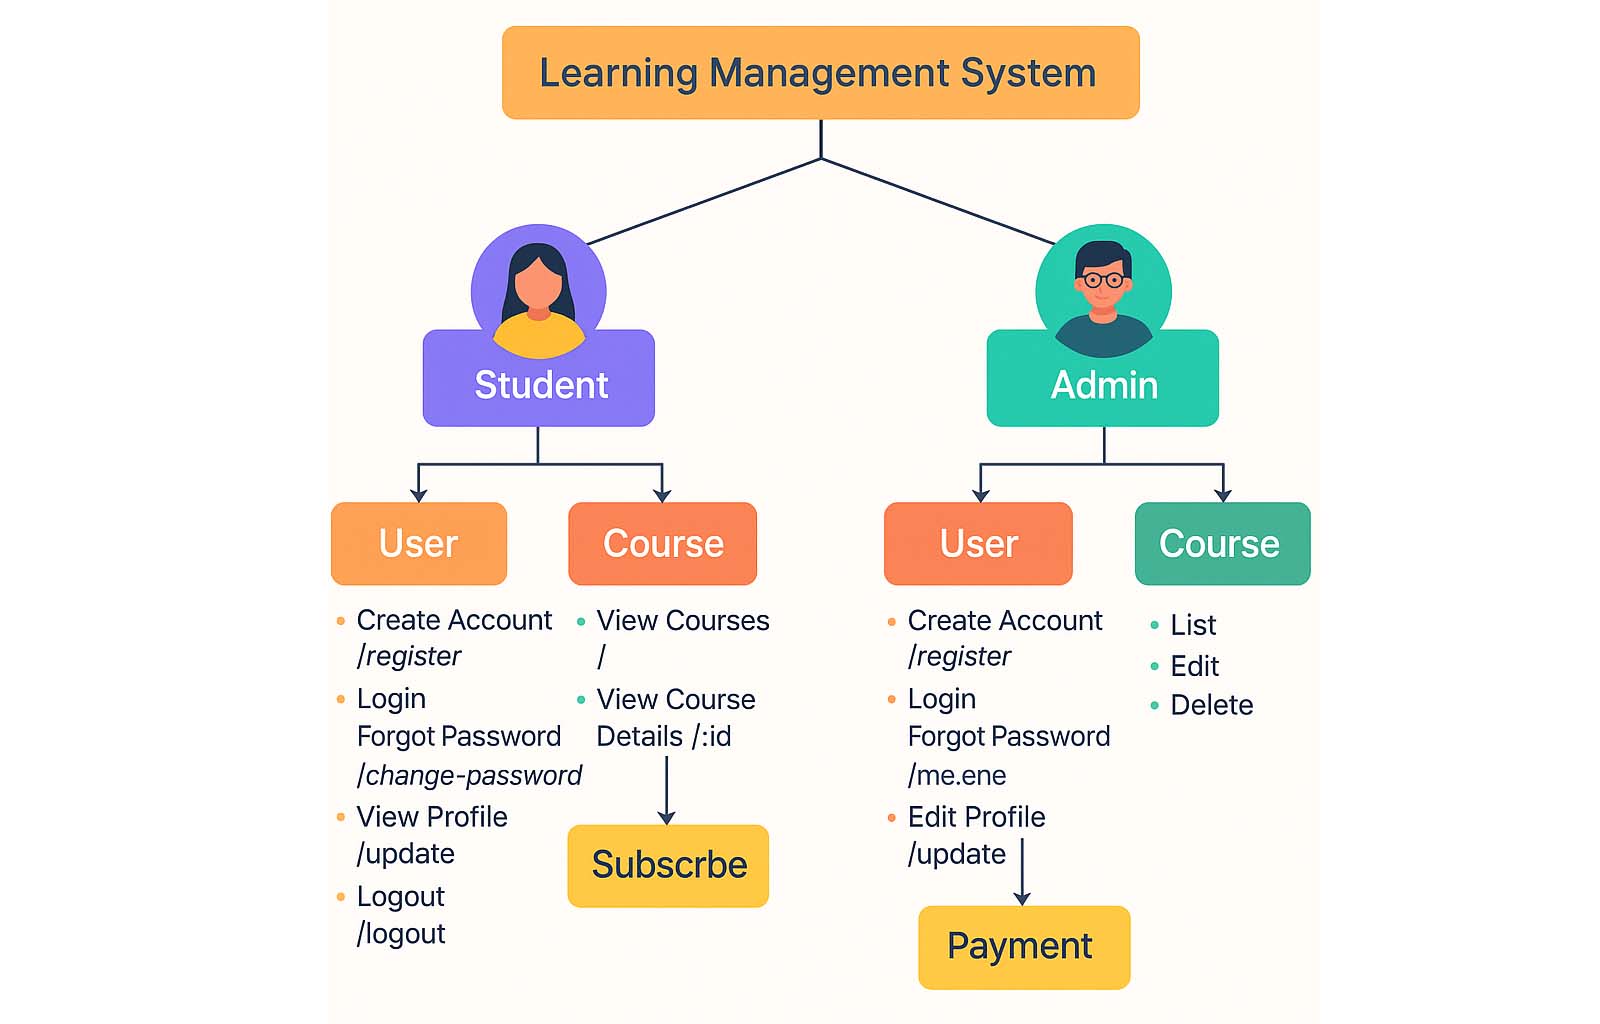 Learning Management System
Student
Admin
User
Course
User
Course
Create Account
/register
Login
Forgot Password
/change-password
View Profile
/update
Logout
/logout
View Courses
/
View Course
Details /:id
Subscrbe
Create Account
/register
Login
Forgot Password
/me.ene
Edit Profile
/update
Payment
List
Edit
Delete